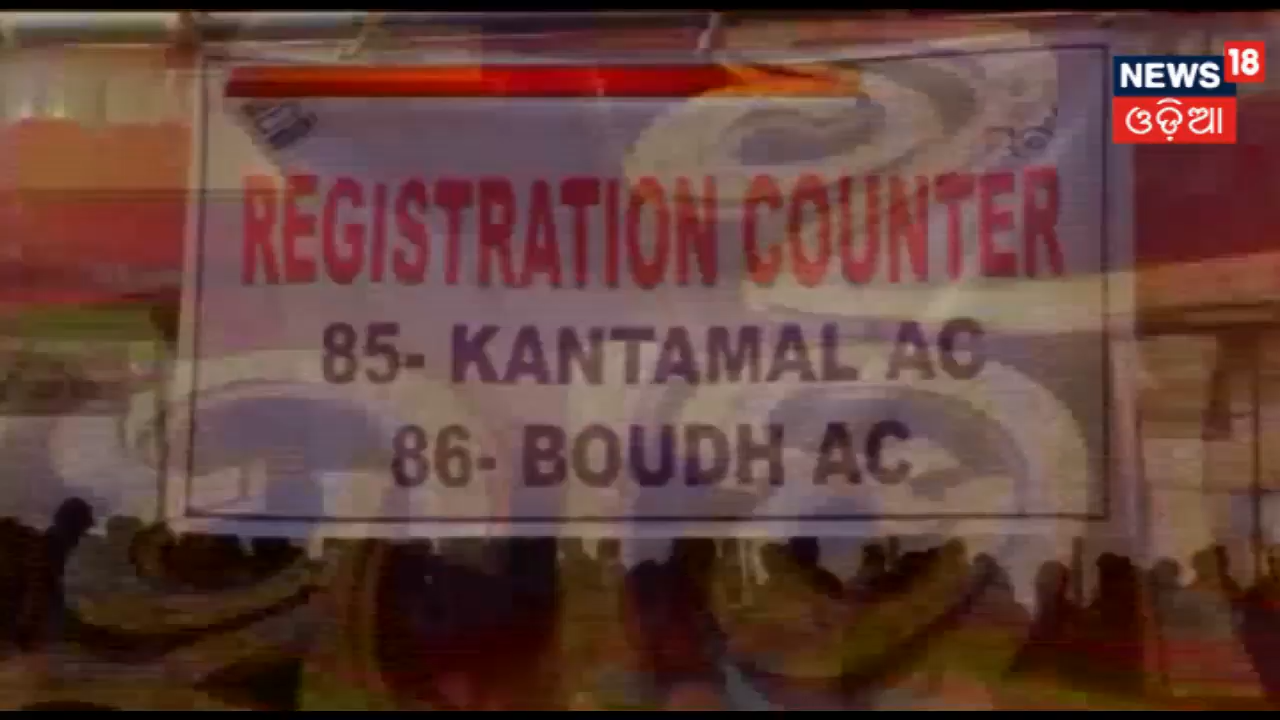 NEWS 18
ଓଡ଼ିଆ
REGISTRATION COUNTER
85- KANTAMAL AC
86- BOUDH AC